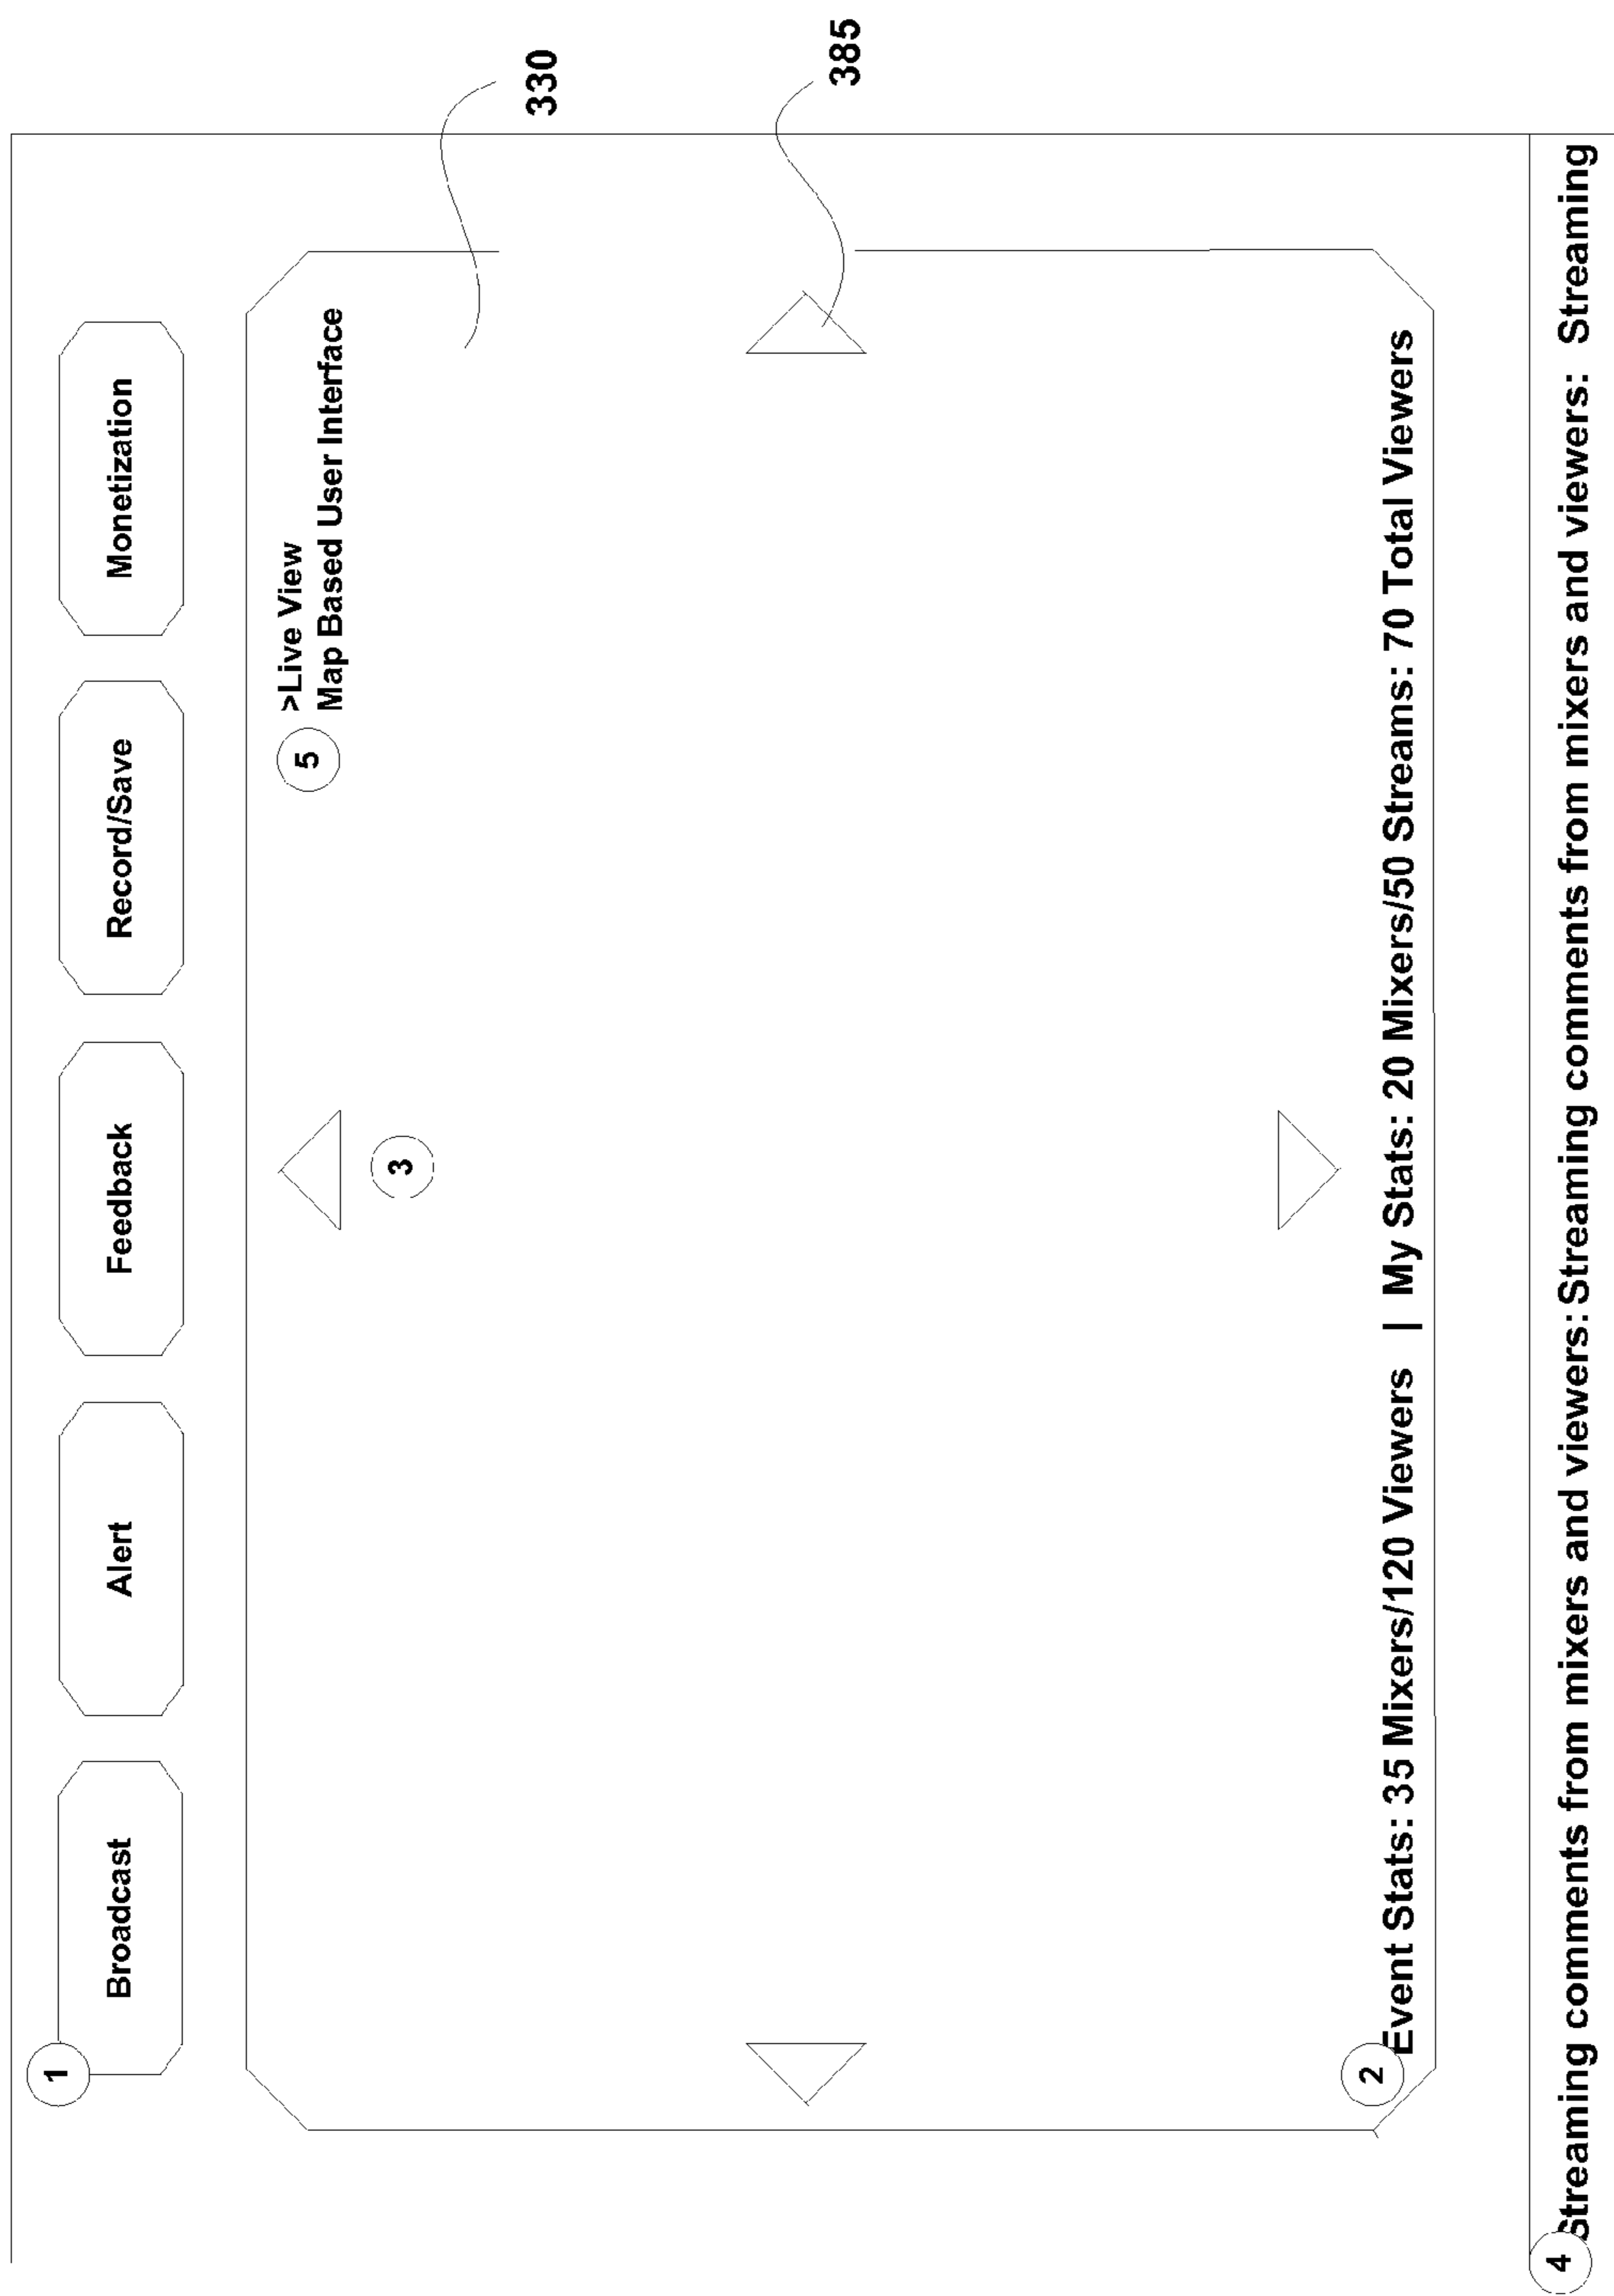 1
Broadcast
Alert
Feedback
Record/Save
Monetization
5
>Live View
Map Based User Interface
3
330
385
2
Event Stats: 35 Mixers/120 Viewers | My Stats: 20 Mixers/50 Streams: 70 Total Viewers
4
Streaming comments from mixers and viewers:Streaming comments from mixers and viewers: Streaming